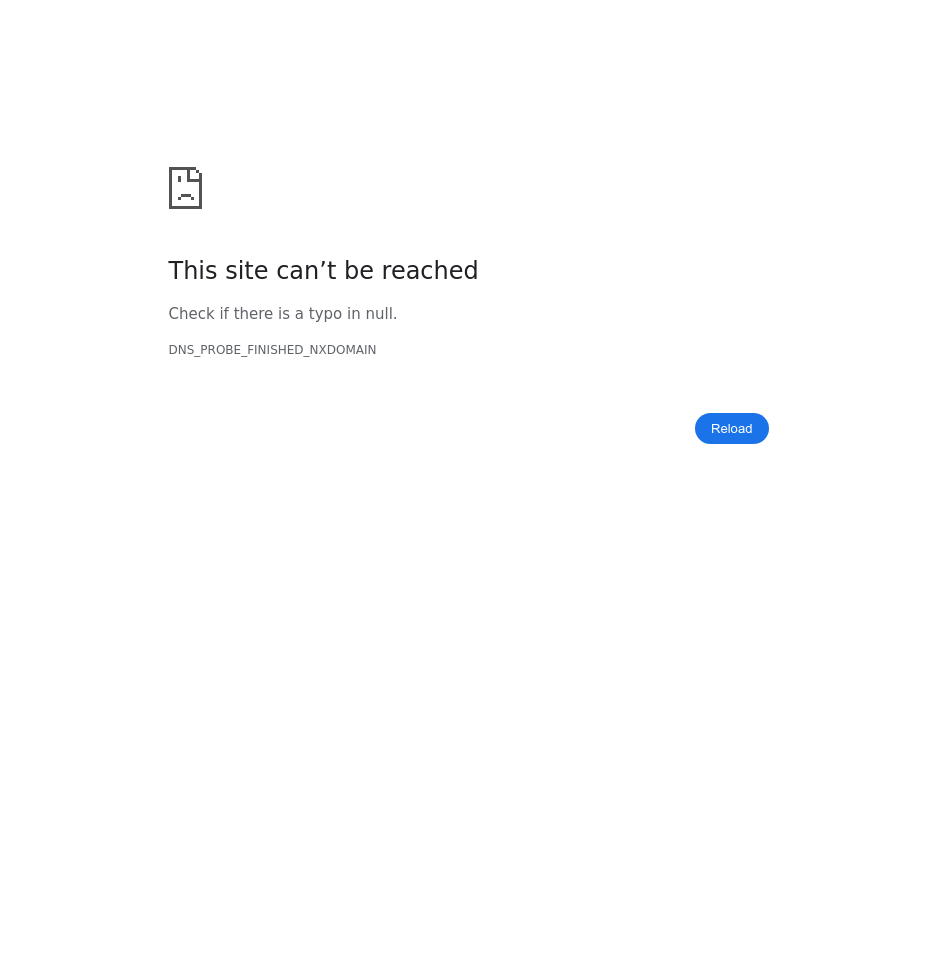 This site can’t be reached
Check if there is a typo in null.
DNS_PROBE_FINISHED_NXDOMAIN
Reload